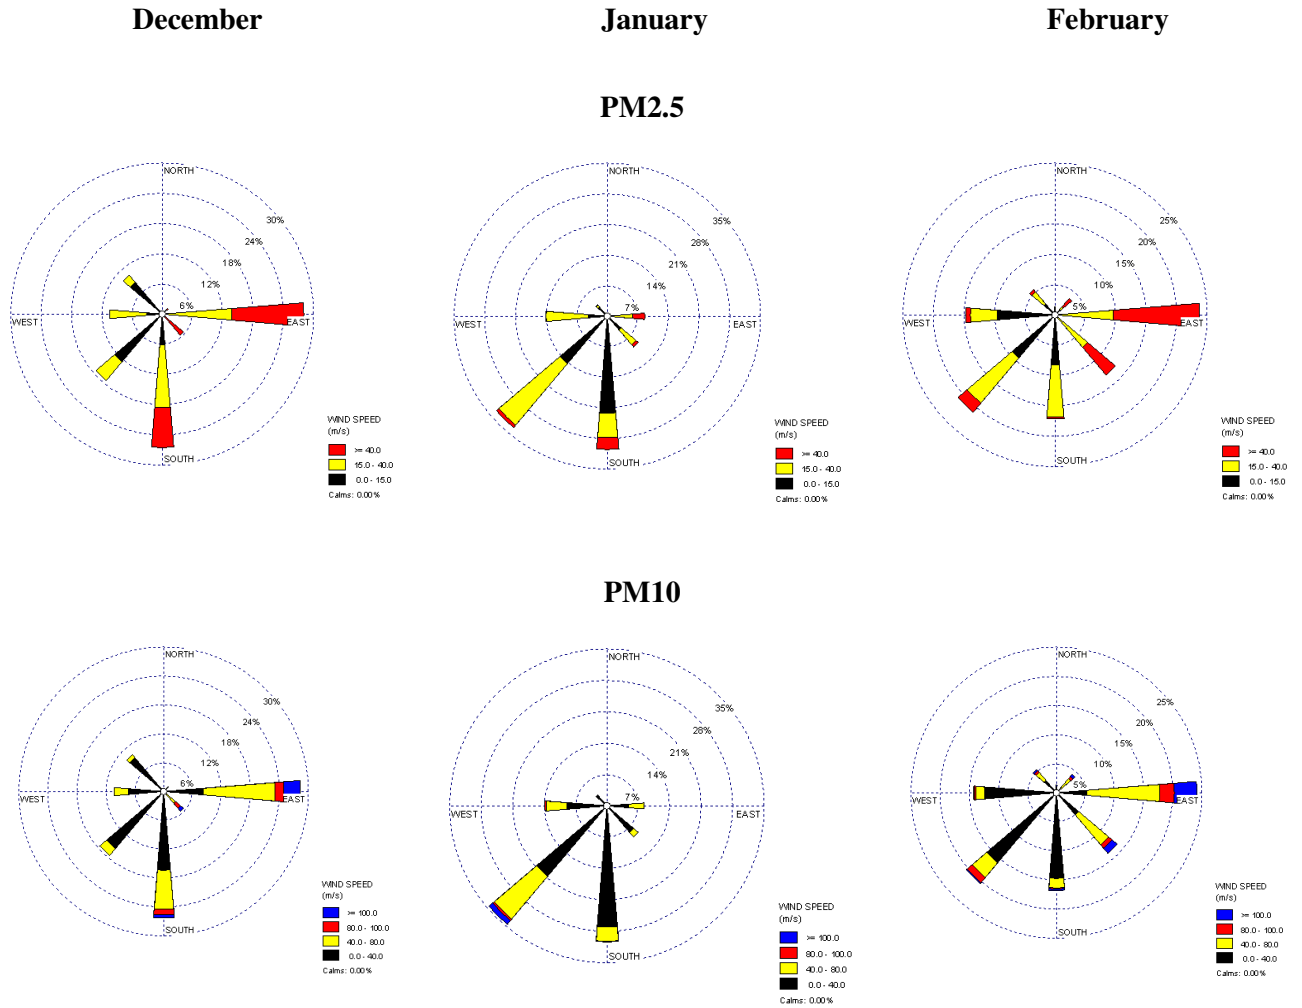 December January February
PM2.5
NORTH
30%
24%
18%
12%
6%
WEST
EAST
SOUTH
WIND SPEED
(m/s)
>= 40.0
15.0 - 40.0
0.0 - 15.0
Calms: 0.00%
NORTH
35%
28%
21%
14%
7%
WEST
EAST
SOUTH
WIND SPEED
(m/s)
>= 40.0
15.0 - 40.0
0.0 - 15.0
Calms: 0.00%
NORTH
25%
20%
15%
10%
5%
WEST
EAST
SOUTH
WIND SPEED
(m/s)
>= 40.0
15.0 - 40.0
0.0 - 15.0
Calms: 0.00%
PM10
NORTH
30%
24%
18%
12%
6%
WEST
EAST
SOUTH
WIND SPEED
(m/s)
>= 100.0
80.0 - 100.0
40.0 - 80.0
0.0 - 40.0
Calms: 0.00%
NORTH
35%
28%
21%
14%
7%
WEST
EAST
SOUTH
WIND SPEED
(m/s)
>= 100.0
80.0 - 100.0
40.0 - 80.0
0.0 - 40.0
Calms: 0.00%
NORTH
25%
20%
15%
10%
5%
WEST
EAST
SOUTH
WIND SPEED
(m/s)
>= 100.0
80.0 - 100.0
40.0 - 80.0
0.0 - 40.0
Calms: 0.00%